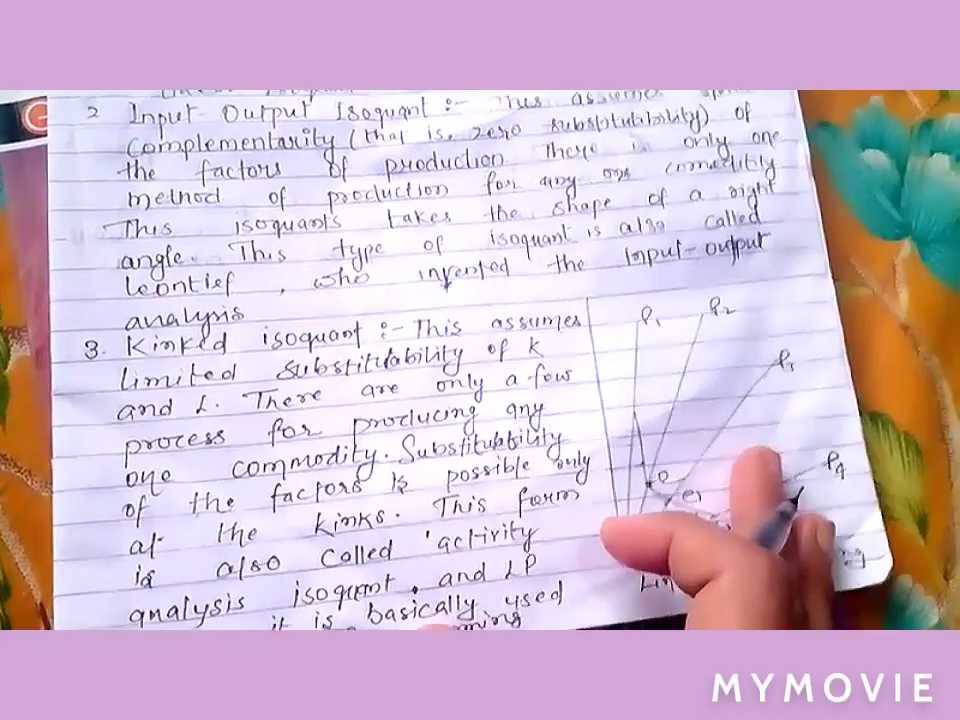 2 Input-Output Isoquant :- This assumes
complementarity (that is, zero substitutability) of
the factors of production. There is only one
method of production for any one commodity
This isoquants takes the shape of a right
angle. This type of isoquant is also called
leontief, who invented the Input-output
analysis
3. Kinked isoquant :- This assumes
limited substitutability of K
and L. There are only a few
process for producing any
one commodity. Substitutability
of the factors is possible only
at the kinks. This form
is also called 'activity
analysis isoquent. and LP
it is basically used
P1
P2
P3
P4
MYMOVIE